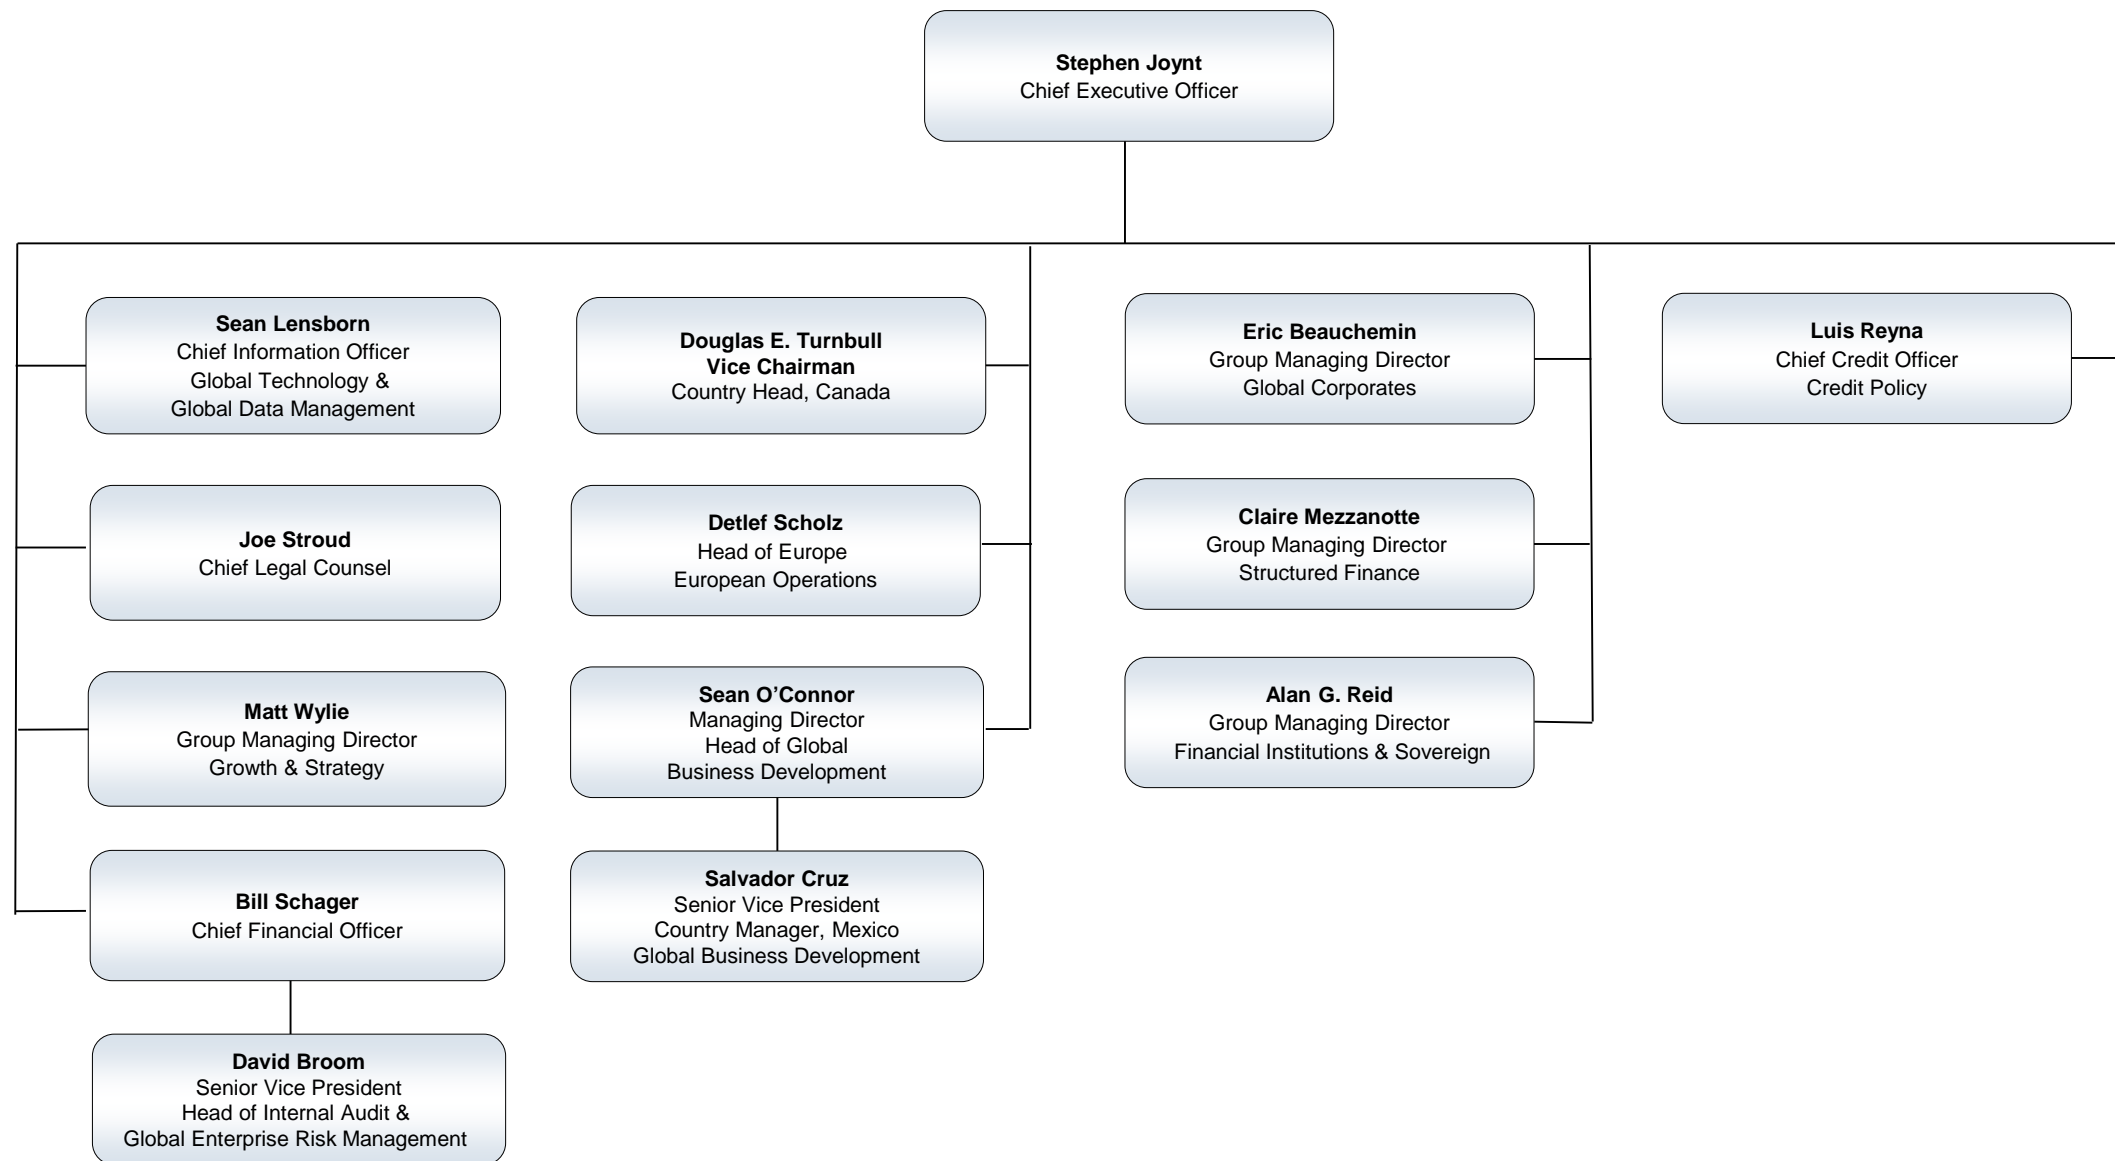 Stephen Joynt
Chief Executive Officer
Sean Lensborn
Chief Information Officer
Global Technology &
Global Data Management
Joe Stroud
Chief Legal Counsel
Matt Wylie
Group Managing Director
Growth & Strategy
Bill Schager
Chief Financial Officer
David Broom
Senior Vice President
Head of Internal Audit &
Global Enterprise Risk Management
Douglas E. Turnbull
Vice Chairman
Country Head, Canada
Detlef Scholz
Head of Europe
European Operations
Sean O’Connor
Managing Director
Head of Global
Business Development
Salvador Cruz
Senior Vice President
Country Manager, Mexico
Global Business Development
Eric Beauchemin
Group Managing Director
Global Corporates
Claire Mezzanotte
Group Managing Director
Structured Finance
Alan G. Reid
Group Managing Director
Financial Institutions & Sovereign
Luis Reyna
Chief Credit Officer
Credit Policy